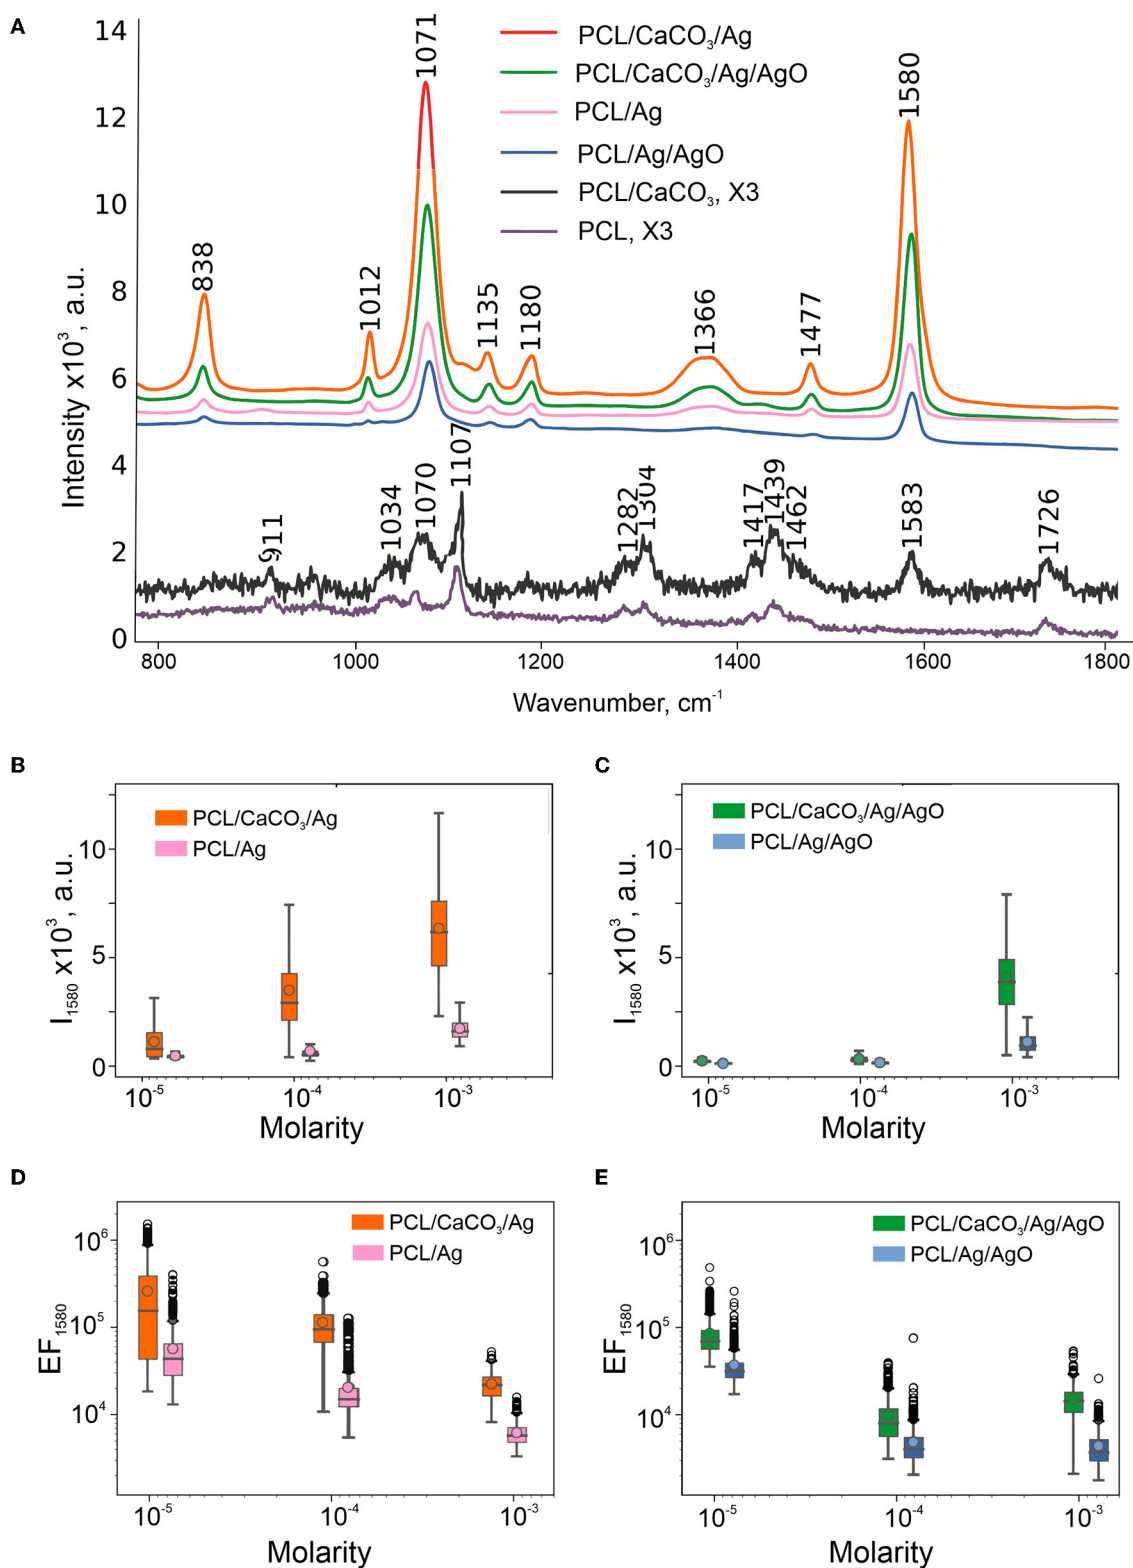 A
Intensity x10³, a.u.
14
12
10
8
6
4
2
0
PCL/CaCO₃/Ag
PCL/CaCO₃/Ag/AgO
PCL/Ag
PCL/Ag/AgO
PCL/CaCO₃, X3
PCL, X3
838
1012
1071
1135
1180
1366
1477
1580
911
1034
1070
1107
1282
1304
1417
1439
1462
1583
1726
800
1000
1200
1400
1600
1800
Wavenumber, cm⁻¹
B
I₁₅₈₀ x10³, a.u.
10
5
0
PCL/CaCO₃/Ag
PCL/Ag
10⁻⁵
10⁻⁴
10⁻³
Molarity
C
I₁₅₈₀ x10³, a.u.
10
5
0
PCL/CaCO₃/Ag/AgO
PCL/Ag/AgO
10⁻⁵
10⁻⁴
10⁻³
Molarity
D
EF₁₅₈₀
10⁶
10⁵
10⁴
PCL/CaCO₃/Ag
PCL/Ag
10⁻⁵
10⁻⁴
10⁻³
Molarity
E
EF₁₅₈₀
10⁶
10⁵
10⁴
PCL/CaCO₃/Ag/AgO
PCL/Ag/AgO
10⁻⁵
10⁻⁴
10⁻³
Molarity